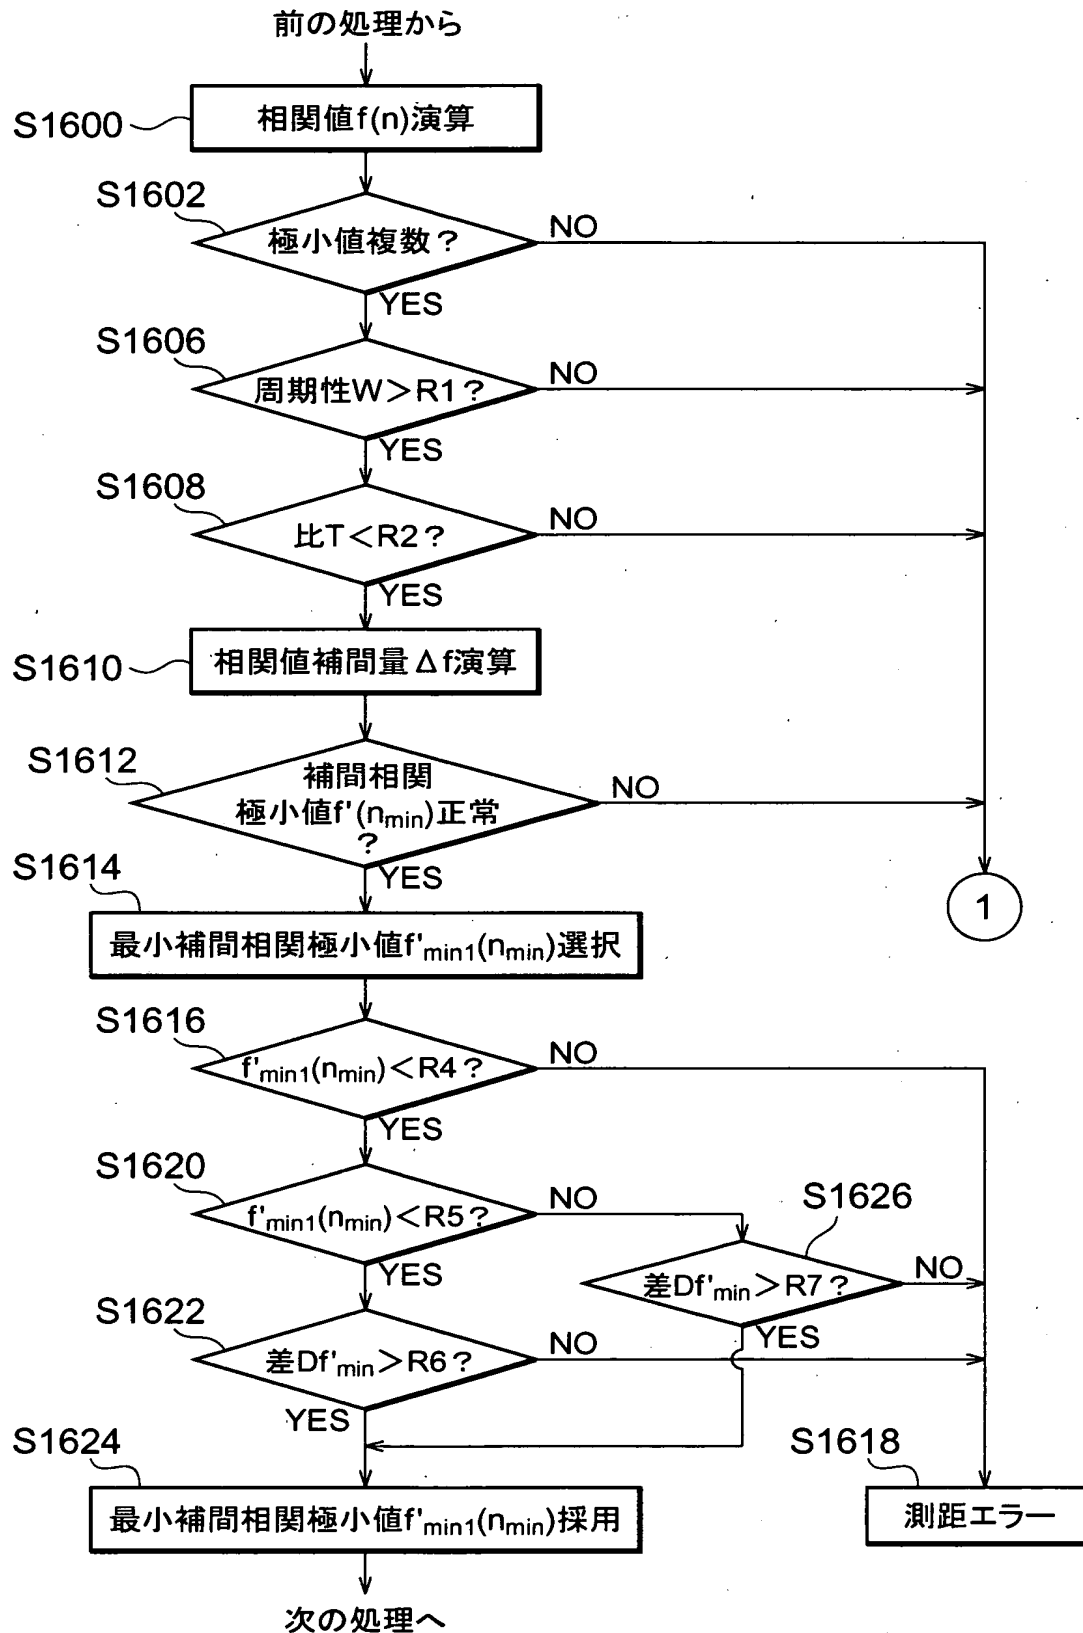 前の処理から
S1600
相関値f(n)演算
S1602
極小値複数？
NO
YES
S1606
周期性W＞R1？
NO
YES
S1608
比T＜R2？
NO
YES
S1610
相関値補間量Δf演算
S1612
補間相関
極小値f'(nmin)正常
？
NO
YES
1
S1614
最小補間相関極小値f'min1(nmin)選択
S1616
f'min1(nmin)＜R4？
NO
YES
S1620
f'min1(nmin)＜R5？
NO
YES
S1626
差Df'min＞R7？
NO
YES
S1622
差Df'min＞R6？
NO
YES
S1624
最小補間相関極小値f'min1(nmin)採用
S1618
測距エラー
次の処理へ